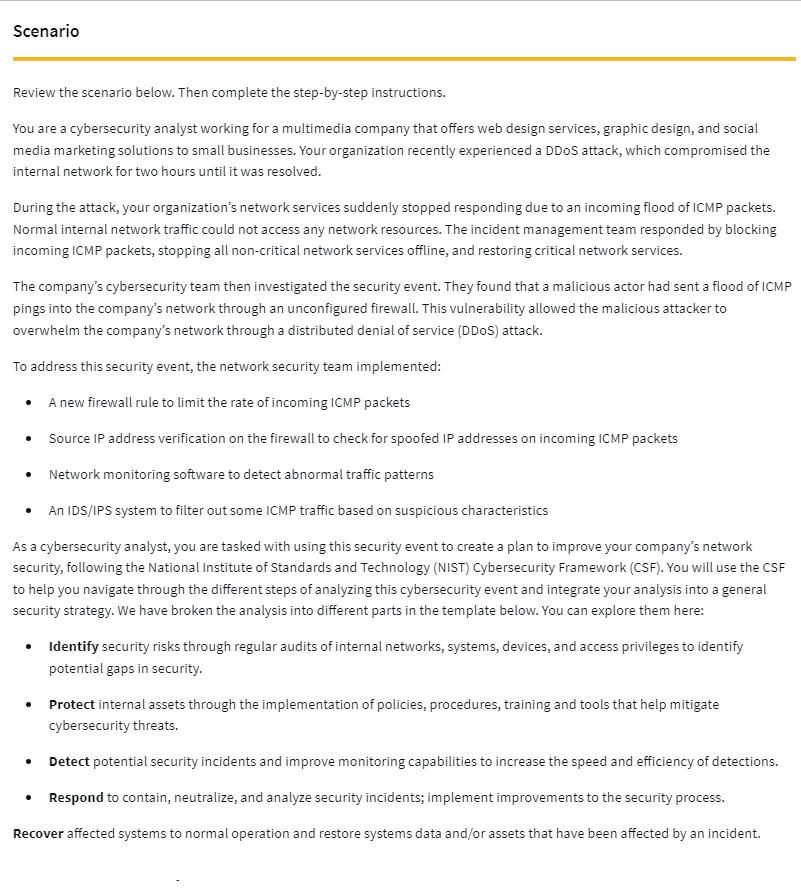 Scenario
Review the scenario below. Then complete the step-by-step instructions.
You are a cybersecurity analyst working for a multimedia company that offers web design services, graphic design, and social
media marketing solutions to small businesses. Your organization recently experienced a DDoS attack, which compromised the
internal network for two hours until it was resolved.
During the attack, your organization’s network services suddenly stopped responding due to an incoming flood of ICMP packets.
Normal internal network traffic could not access any network resources. The incident management team responded by blocking
incoming ICMP packets, stopping all non-critical network services offline, and restoring critical network services.
The company’s cybersecurity team then investigated the security event. They found that a malicious actor had sent a flood of ICMP
pings into the company’s network through an unconfigured firewall. This vulnerability allowed the malicious attacker to
overwhelm the company’s network through a distributed denial of service (DDoS) attack.
To address this security event, the network security team implemented:
• A new firewall rule to limit the rate of incoming ICMP packets
• Source IP address verification on the firewall to check for spoofed IP addresses on incoming ICMP packets
• Network monitoring software to detect abnormal traffic patterns
• An IDS/IPS system to filter out some ICMP traffic based on suspicious characteristics
As a cybersecurity analyst, you are tasked with using this security event to create a plan to improve your company’s network
security, following the National Institute of Standards and Technology (NIST) Cybersecurity Framework (CSF). You will use the CSF
to help you navigate through the different steps of analyzing this cybersecurity event and integrate your analysis into a general
security strategy. We have broken the analysis into different parts in the template below. You can explore them here:
• Identify security risks through regular audits of internal networks, systems, devices, and access privileges to identify
potential gaps in security.
• Protect internal assets through the implementation of policies, procedures, training and tools that help mitigate
cybersecurity threats.
• Detect potential security incidents and improve monitoring capabilities to increase the speed and efficiency of detections.
• Respond to contain, neutralize, and analyze security incidents; implement improvements to the security process.
Recover affected systems to normal operation and restore systems data and/or assets that have been affected by an incident.